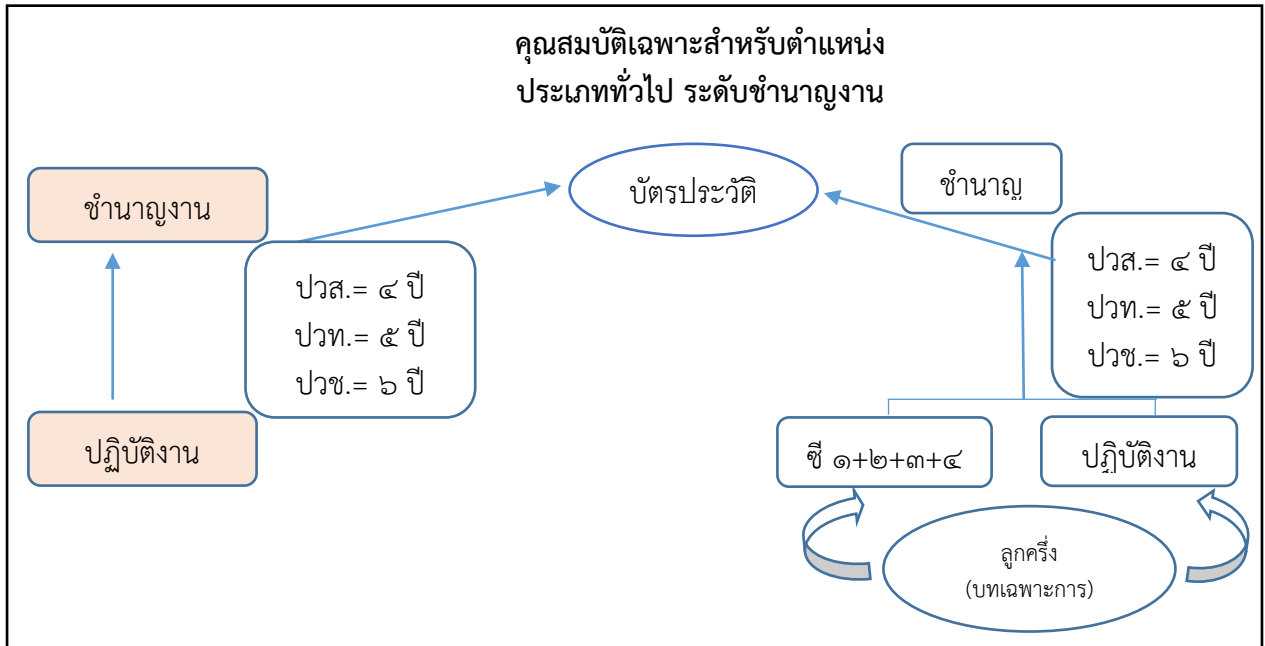 คุณสมบัติเฉพาะสำหรับตำแหน่ง
ประเภททั่วไป ระดับชำนาญงาน
ชำนาญงาน
บัตรประวัติ
ชำนาญ
ปวส.= ๔ ปี
ปวท.= ๕ ปี
ปวช.= ๖ ปี
ปวส.= ๔ ปี
ปวท.= ๕ ปี
ปวช.= ๖ ปี
ปฏิบัติงาน
ซี ๑+๒+๓+๔
ปฏิบัติงาน
ลูกครึ่ง
(บทเฉพาะการ)